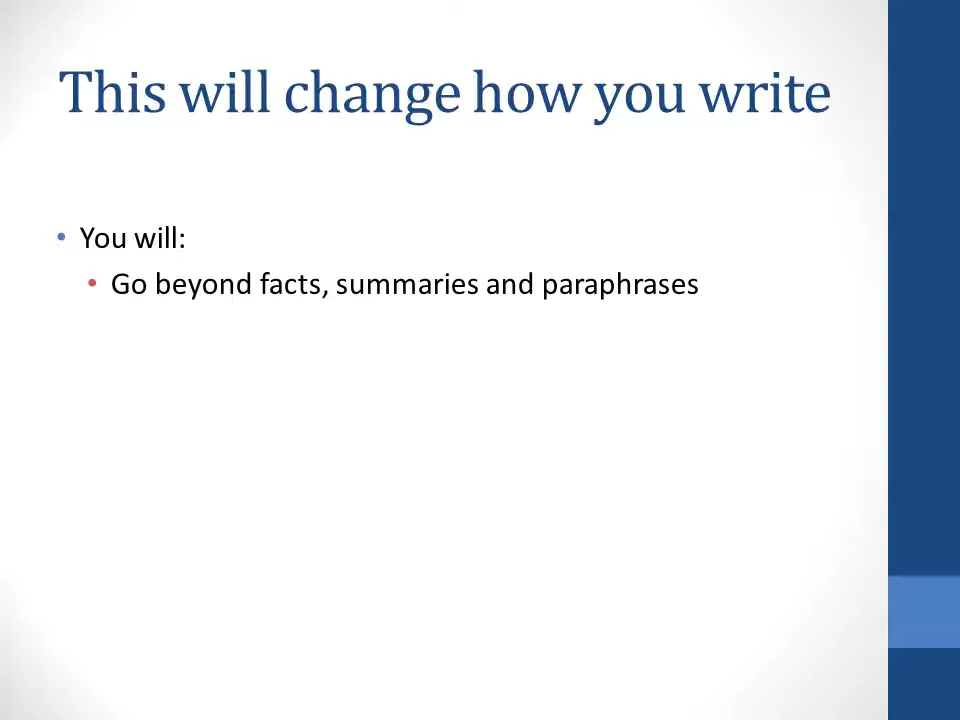 This will change how you write
• You will:
• Go beyond facts, summaries and paraphrases